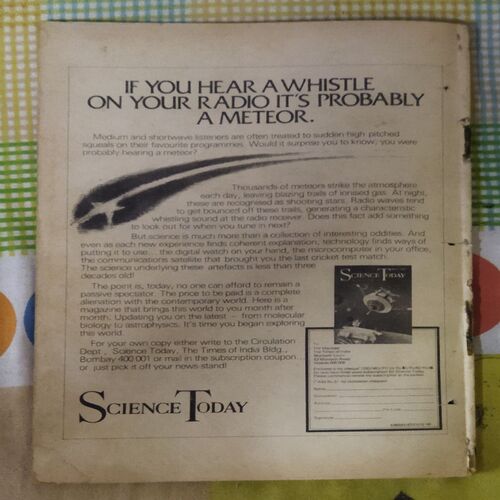 IF YOU HEAR A WHISTLE
ON YOUR RADIO IT'S PROBABLY
A METEOR.
Medium and shortwave listeners are often treated to sudden high pitched
squeals on their favourite programmes. Would it surprise you to know, you were
probably hearing a meteor?
Thousands of meteors strike the atmosphere
each day, leaving blazing trails of ionised gas. At night,
these are recognised as shooting stars. Radio waves tend
to get bounced off these trails, generating a characteristic
whistling sound at the radio receiver. Does this fact add something
to look out for when you tune in next?
But science is much more than a collection of interesting oddities. And
even as each new experience finds coherent explanation, technology finds ways of
putting it to use... the digital watch on your hand, the microcomputer in your office,
the communications satellite that brought you the last cricket test match.
The science underlying these artefacts is less than three
decades old!
The point is, today, no one can afford to remain a
passive spectator. The price to be paid is a complete
alienation with the contemporary world. Here is a
magazine that brings this world to you month after
month. Updating you on the latest — from molecular
biology to astrophysics. It's time you began exploring
this world.
For your own copy either write to the Circulation
Dept., Science Today, The Times of India Bldg.,
Bombay 400 001 or mail in the subscription coupon...
or just pick it off your news-stand!
SCIENCE TODAY
SCIENCE TODAY
To
The Manager
The Times of India
Name
Address
Pin Code
Signature